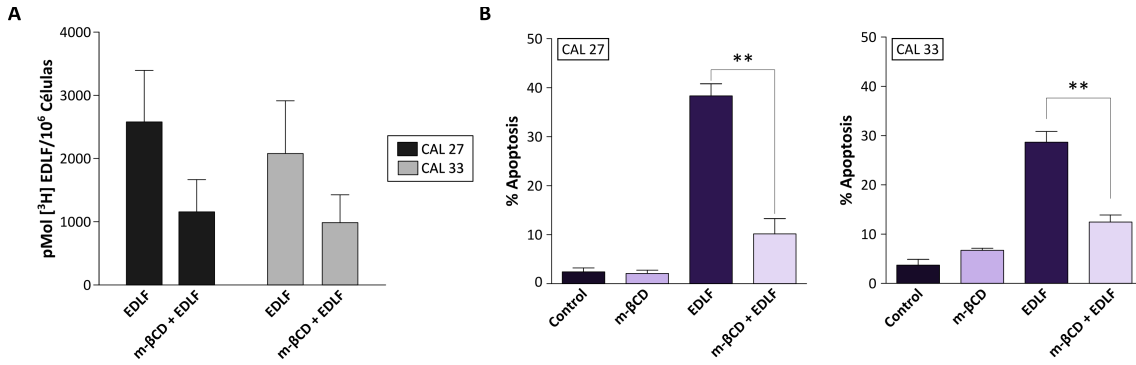 A
pMol [³H] EDLF/10⁶ Células
4000
3000
2000
1000
0
EDLF
m-βCD + EDLF
EDLF
m-βCD + EDLF
CAL 27
CAL 33
B
% Apoptosis
50
40
30
20
10
0
CAL 27
**
Control
m-βCD
EDLF
m-βCD + EDLF
% Apoptosis
50
40
30
20
10
0
CAL 33
**
Control
m-βCD
EDLF
m-βCD + EDLF